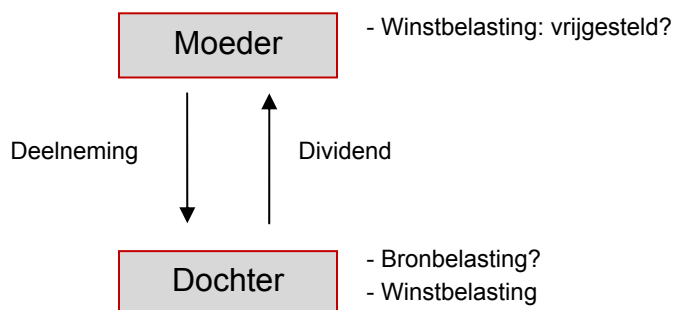 Moeder
- Winstbelasting: vrijgesteld?
Deelneming
Dividend
Dochter
- Bronbelasting?
- Winstbelasting